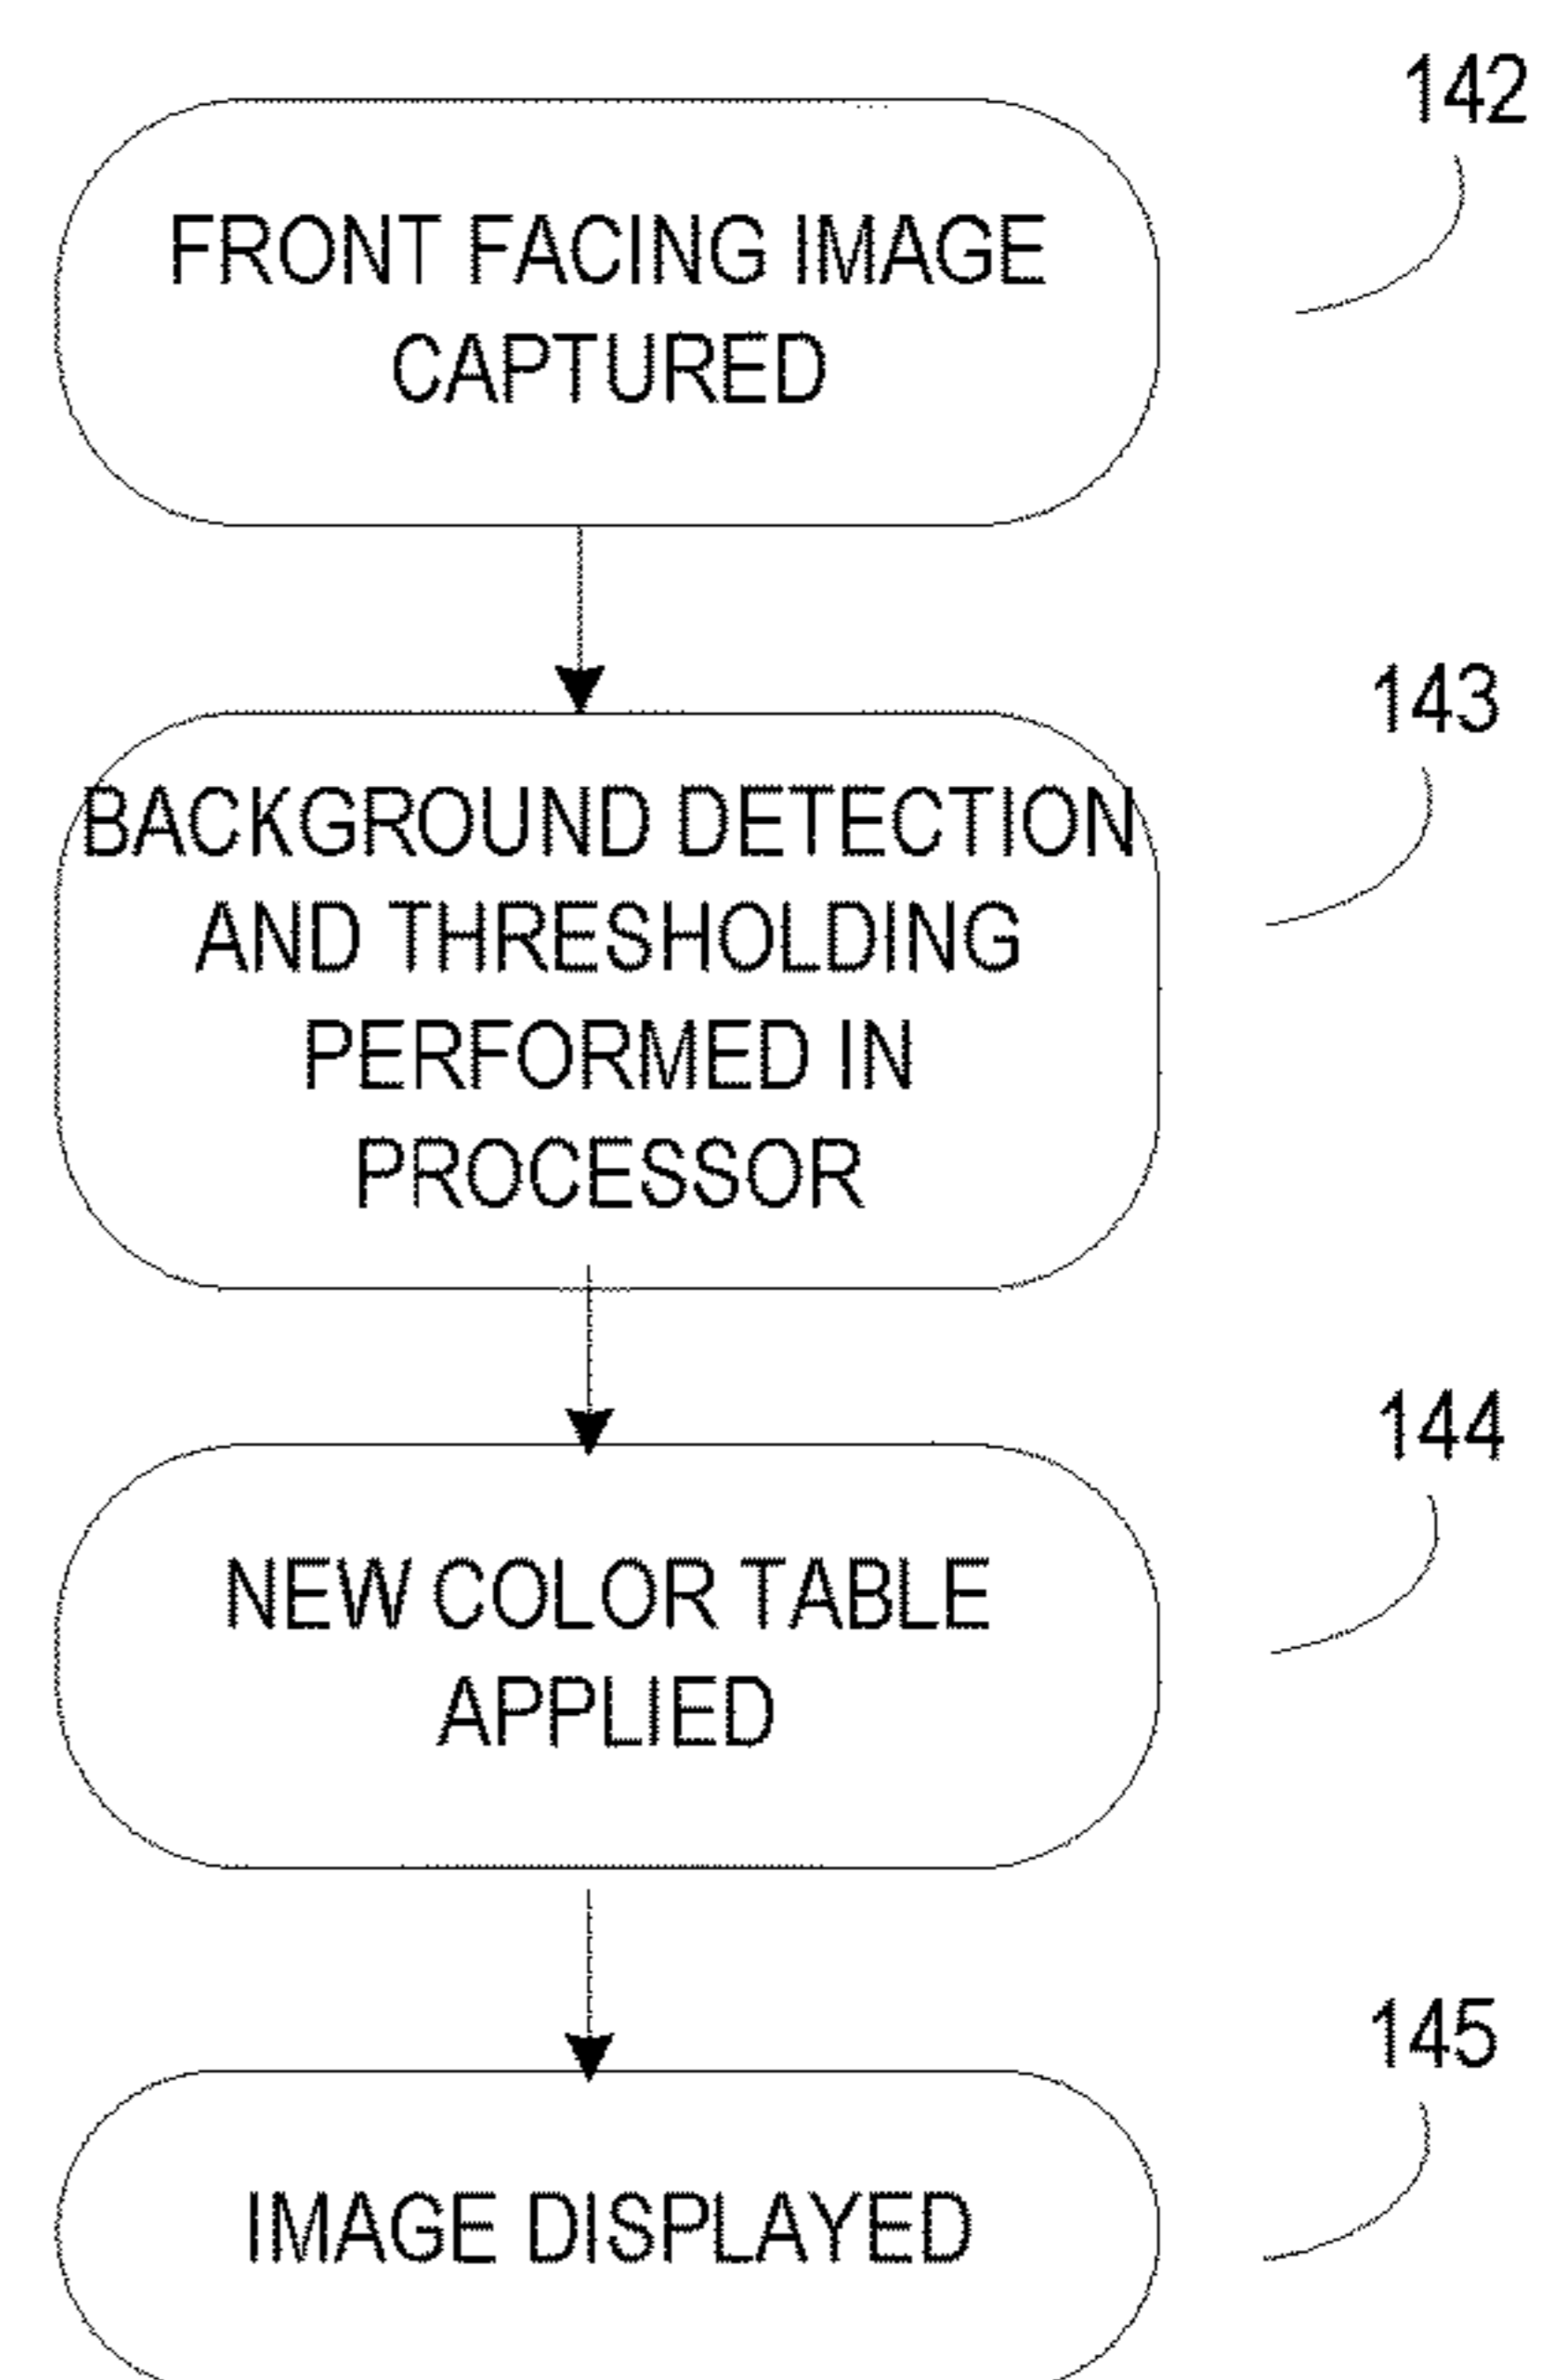 142
FRONT FACING IMAGE
CAPTURED
143
BACKGROUND DETECTION
AND THRESHOLDING
PERFORMED IN
PROCESSOR
144
NEW COLOR TABLE
APPLIED
145
IMAGE DISPLAYED